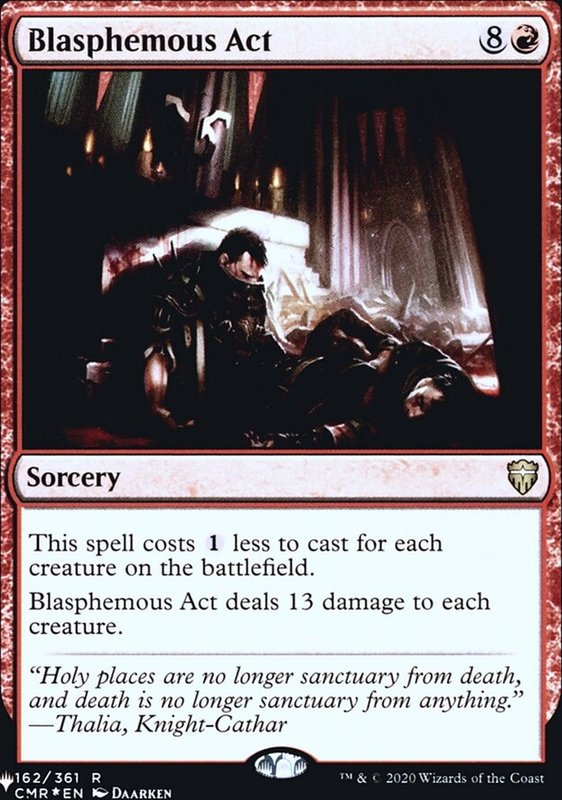 Blasphemous Act 8
Sorcery
This spell costs 1 less to cast for each
creature on the battlefield.
Blasphemous Act deals 13 damage to each
creature.
“Holy places are no longer sanctuary from death,
and death is no longer sanctuary from anything.”
—Thalia, Knight-Cathar
162/361 R
CMR★EN Daarken
™ & © 2020 Wizards of the Coast